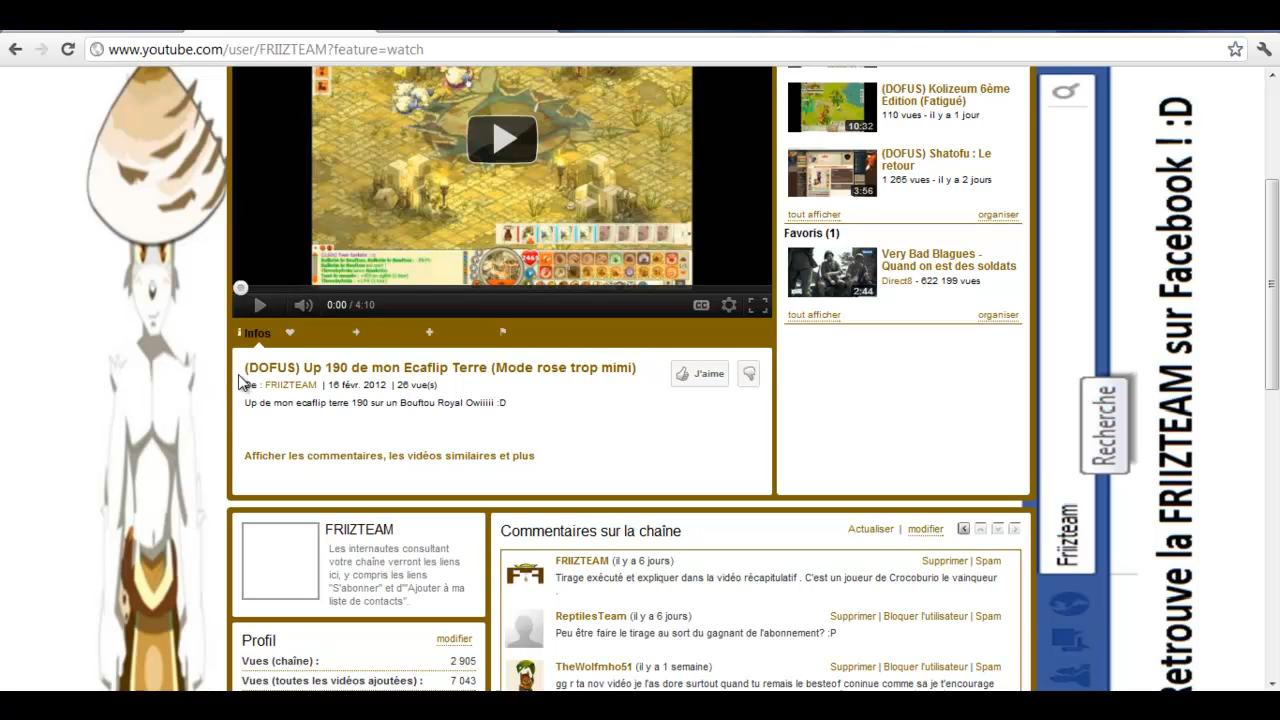 www.youtube.com/user/FRIIZTEAM?feature=watch
(DOFUS) Kolizeum 6ème
Edition (Fatigué)
110 vues - il y a 1 jour
10:32
(DOFUS) Shatofu : Le
retour
1 265 vues - il y a 2 jours
3:56
tout afficher
organiser
Favoris (1)
Very Bad Blagues -
Quand on est des soldats
Direct8 - 622 199 vues
2:44
tout afficher
organiser
0:00 / 4:10
CC
Infos
(DOFUS) Up 190 de mon Ecaflip Terre (Mode rose trop mimi)
FRIIZTEAM | 16 févr. 2012 | 26 vue(s)
J'aime
Up de mon ecaflip terre 190 sur un Bouftou Royal Owiiiii :D
Afficher les commentaires, les vidéos similaires et plus
FRIIZTEAM
Les internautes consultant
votre chaîne verront les liens
ici, y compris les liens
"S'abonner" et d'"Ajouter à ma
liste de contacts".
Profil
modifier
Vues (chaîne) :
2 905
Vues (toutes les vidéos ajoutées) :
7 043
Commentaires sur la chaîne
Actualiser | modifier
FRIIZTEAM (il y a 6 jours)
Supprimer | Spam
Tirage exécuté et expliquer dans la vidéo récapitulatif . C'est un joueur de Crocoburio le vainqueur
.
ReptilesTeam (il y a 6 jours)
Supprimer | Bloquer l'utilisateur | Spam
Peu être faire le tirage au sort du gagnant de l'abonnement? :P
TheWolfmho51 (il y a 1 semaine)
Supprimer | Bloquer l'utilisateur | Spam
gg r ta nov vidéo je l'as dore surtout quand tu remais le besteof coninue comme sa je t'encourage
Friizteam
Recherche
Retrouve la FRIIZTEAM sur Facebook ! :D